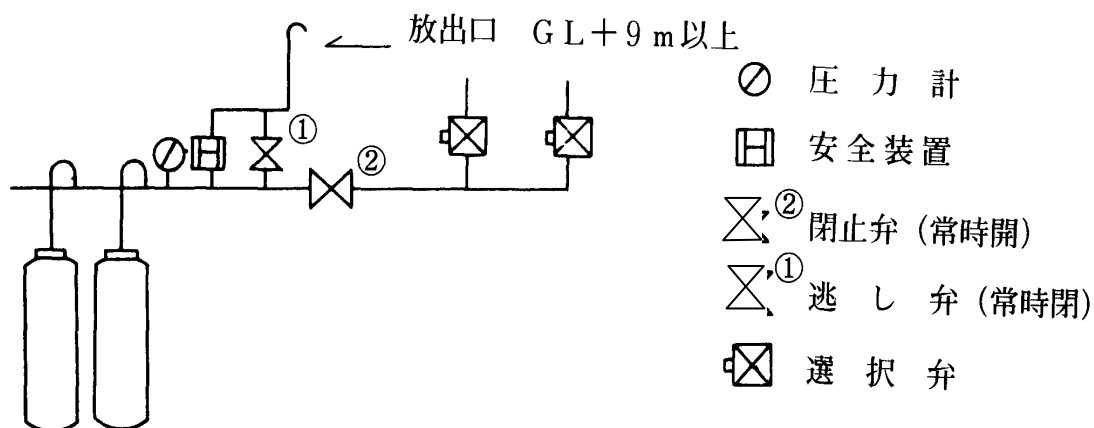 放出口 GL+9m以上
①
②
圧力計
安全装置
② 閉止弁（常時開）
① 逃し弁（常時閉）
選択弁